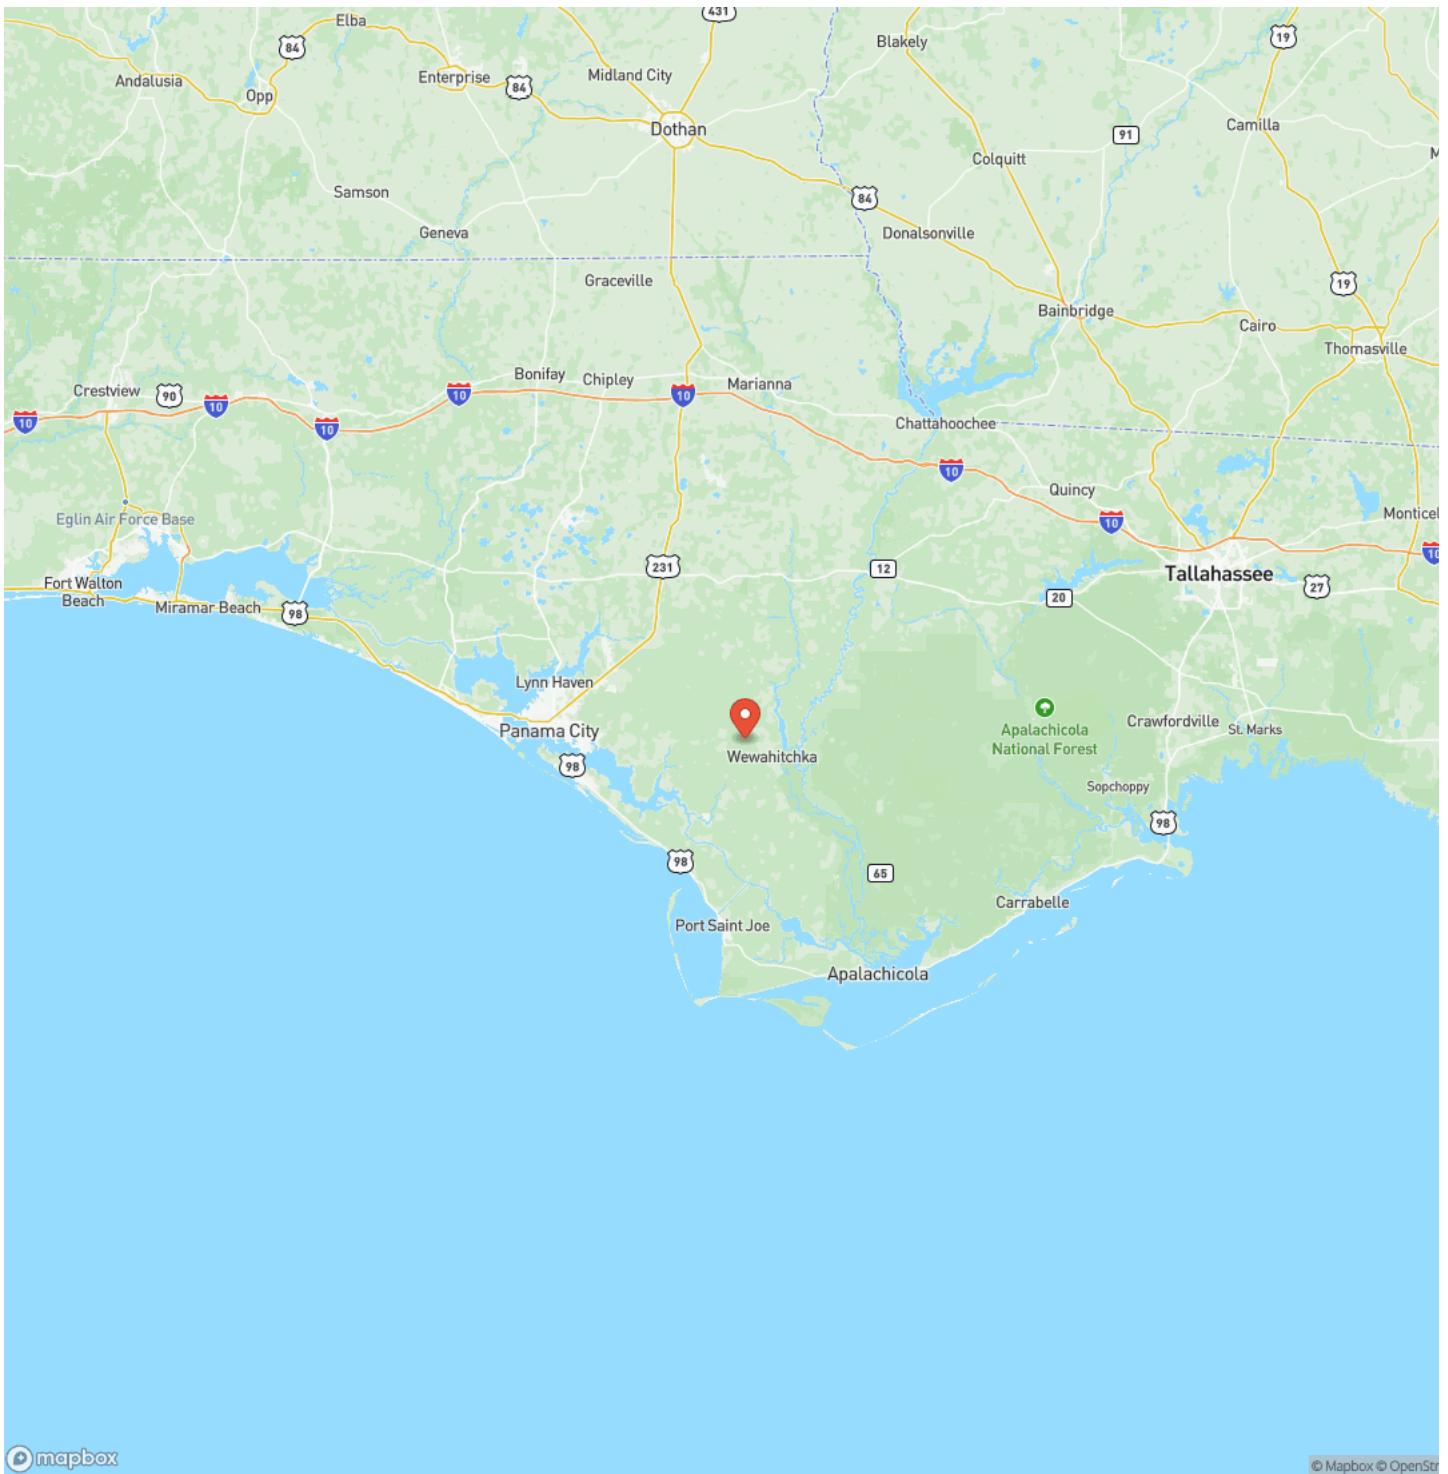 431
Elba
Blakely
19
84
Andalusia
Enterprise
Midland City
84
Opp
Camilla
Dothan
91
Colquitt
Samson
84
Geneva
Donalsonville
Graceville
19
Bainbridge
Cairo
Thomasville
Bonifay
Chipley
Marianna
Crestview
90
10
10
10
10
10
Chattahoochee
10
Quincy
Monticel
Eglin Air Force Base
10
10
231
12
Tallahassee
Fort Walton
Beach
27
20
Miramar Beach
98
Lynn Haven
Crawfordville
St. Marks
Apalachicola
National Forest
Panama City
Wewahitchka
98
Sopchoppy
98
98
65
Carrabelle
Port Saint Joe
Apalachicola
mapbox
© Mapbox © OpenStr